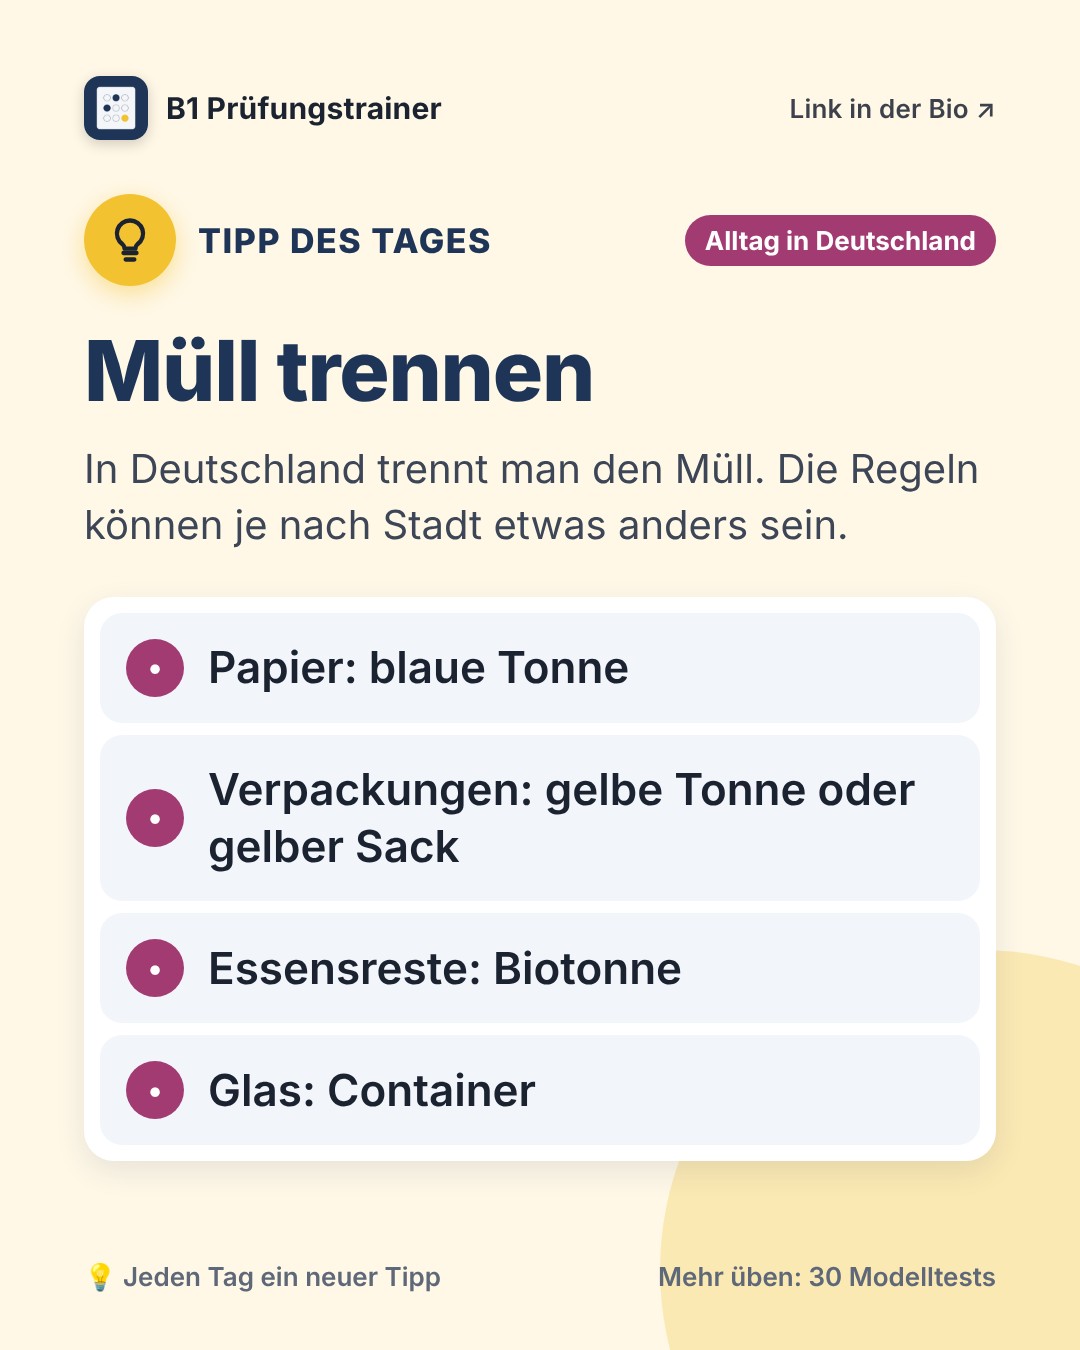 B1 Prüfungstrainer
Link in der Bio ↗
TIPP DES TAGES
Alltag in Deutschland
Müll trennen
In Deutschland trennt man den Müll. Die Regeln
können je nach Stadt etwas anders sein.
Papier: blaue Tonne
Verpackungen: gelbe Tonne oder
gelber Sack
Essensreste: Biotonne
Glas: Container
💡 Jeden Tag ein neuer Tipp
Mehr üben: 30 Modelltests